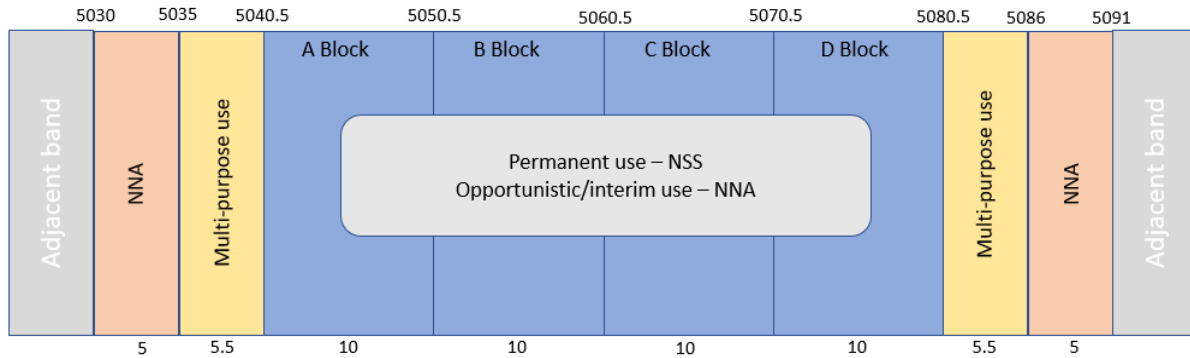 5030 5035 5040.5 5050.5 5060.5 5070.5 5080.5 5086 5091
Adjacent band
NNA
Multi-purpose use
A Block
B Block
C Block
D Block
Permanent use – NSS
Opportunistic/interim use – NNA
Multi-purpose use
NNA
Adjacent band
5 5.5 10 10 10 10 5.5 5